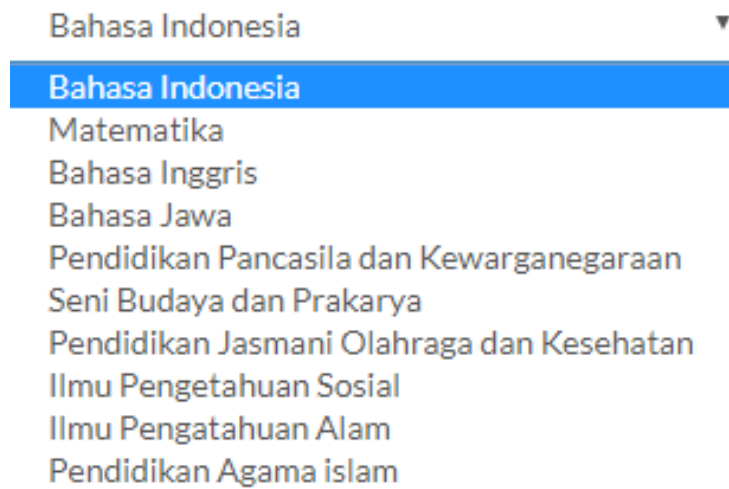 Bahasa Indonesia
Bahasa Indonesia
Matematika
Bahasa Inggris
Bahasa Jawa
Pendidikan Pancasila dan Kewarganegaraan
Seni Budaya dan Prakarya
Pendidikan Jasmani Olahraga dan Kesehatan
Ilmu Pengetahuan Sosial
Ilmu Pengatahuan Alam
Pendidikan Agama islam